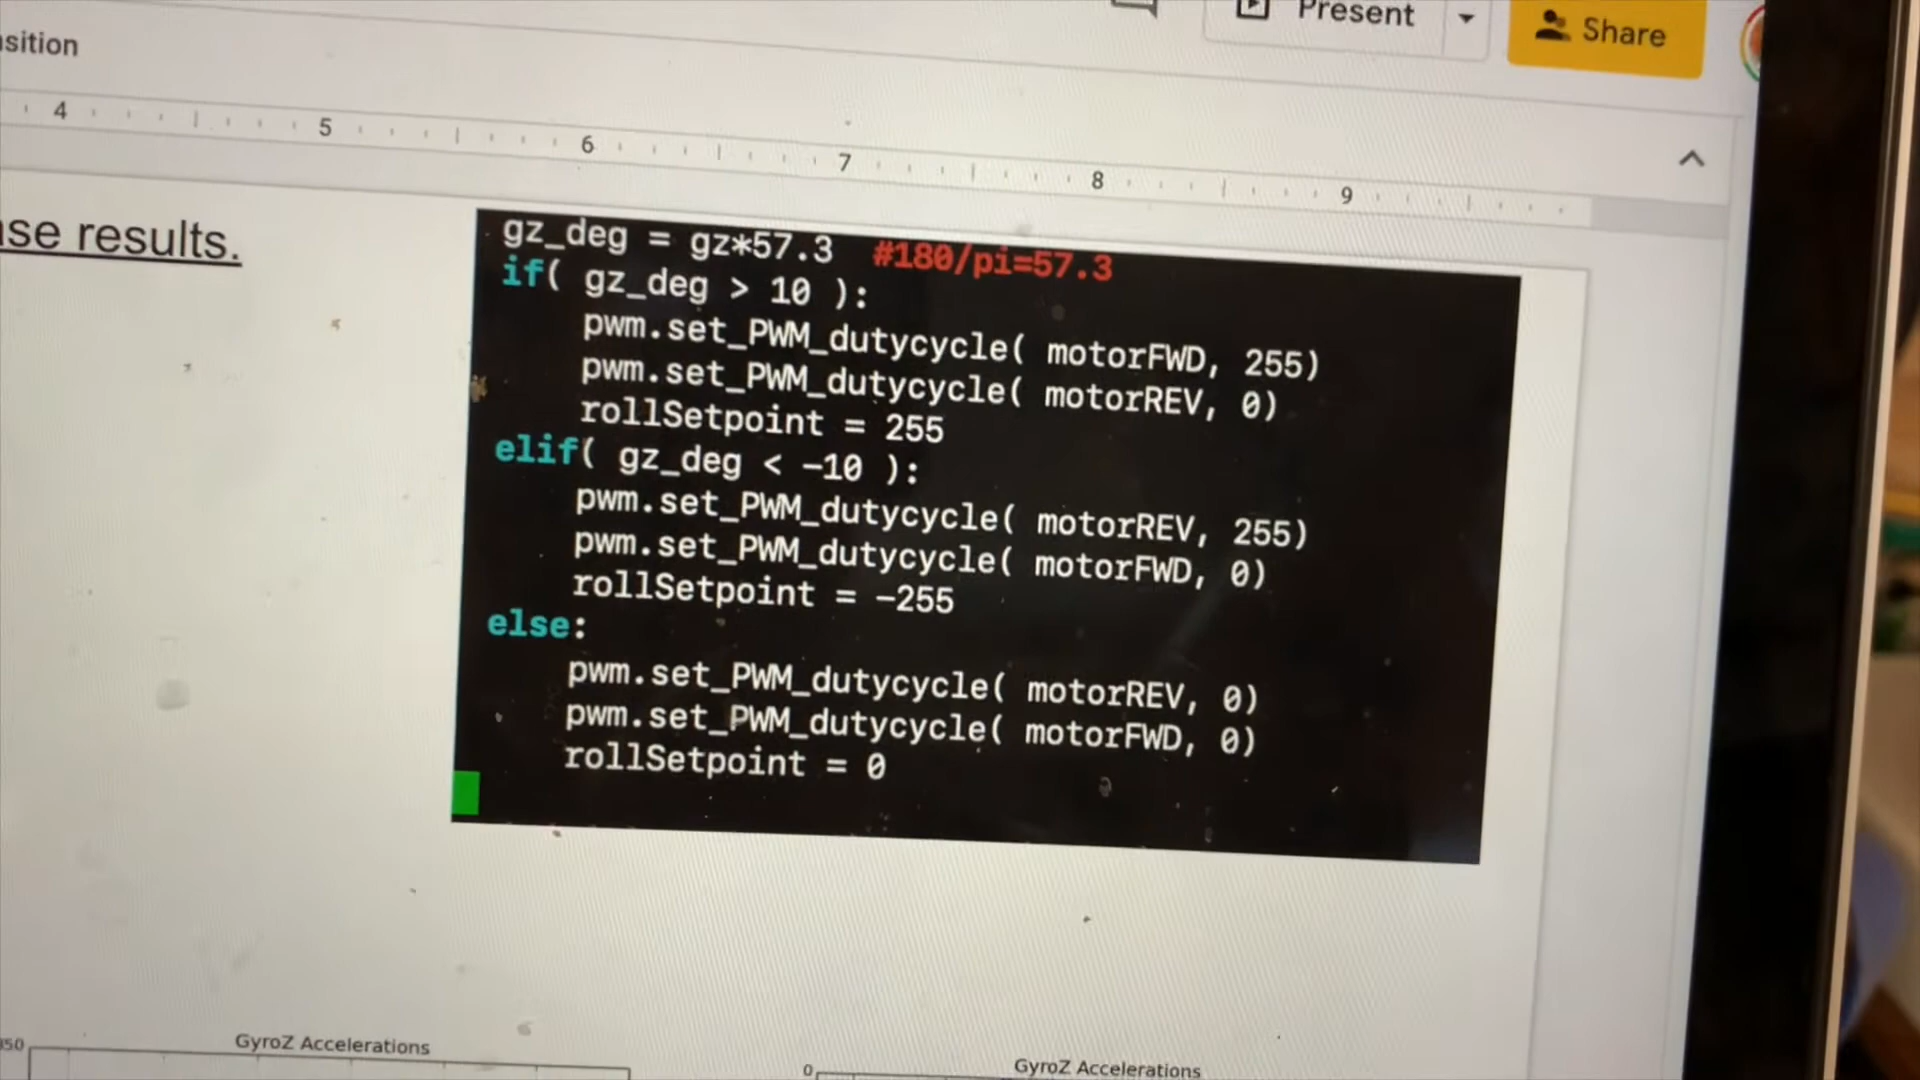 Present
Share
4 5 6 7 8 9
results.
gz_deg = gz*57.3 #180/pi=57.3
if( gz_deg > 10 ):
pwm.set_PWM_dutycycle( motorFWD, 255)
pwm.set_PWM_dutycycle( motorREV, 0)
rollSetpoint = 255
elif( gz_deg < -10 ):
pwm.set_PWM_dutycycle( motorREV, 255)
pwm.set_PWM_dutycycle( motorFWD, 0)
rollSetpoint = -255
else:
pwm.set_PWM_dutycycle( motorREV, 0)
pwm.set_PWM_dutycycle( motorFWD, 0)
rollSetpoint = 0
GyroZ Accelerations
0
GyroZ Accelerations